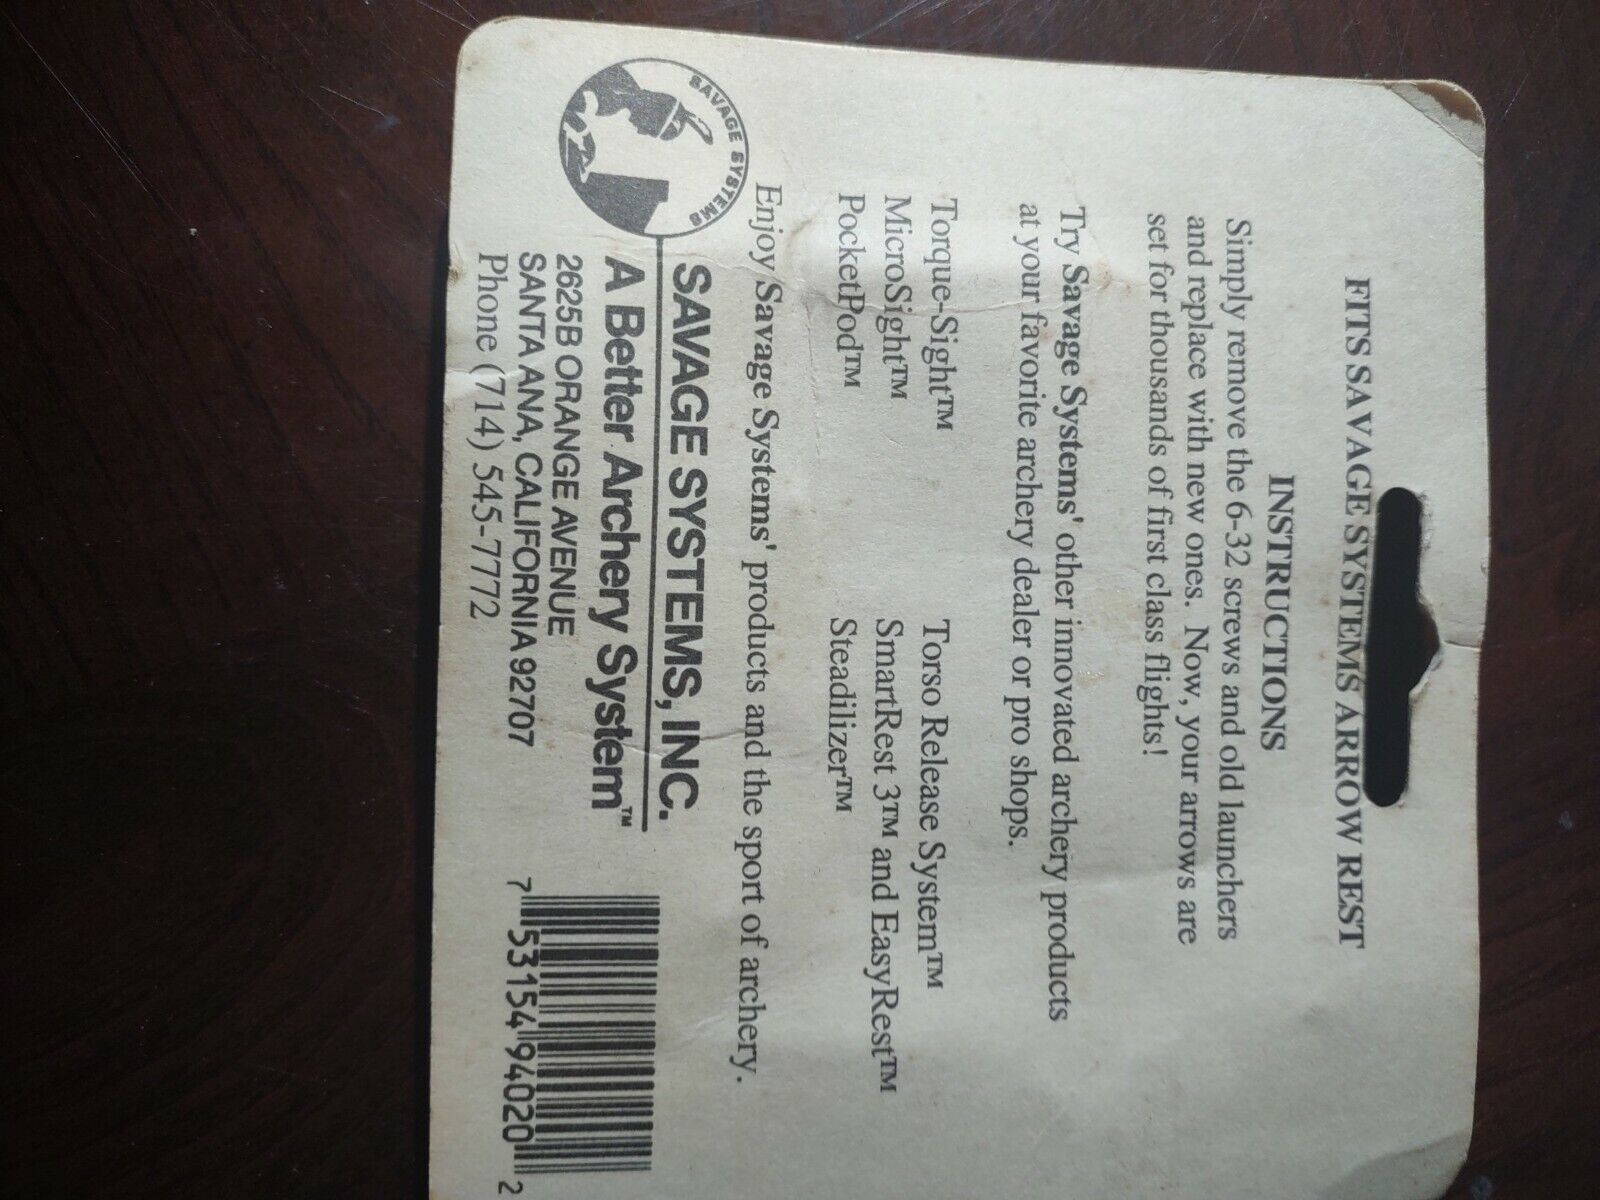 FITS SAVAGE SYSTEMS ARROW REST
INSTRUCTIONS
Simply remove the 6-32 screws and old launchers
and replace with new ones. Now, your arrows are
set for thousands of first class flights!
Try Savage Systems' other innovated archery products
at your favorite archery dealer or pro shops.
Torque-Sight™ Torso Release System™
MicroSight™ SmartRest 3™ and EasyRest™
PocketPod™ Steadilizer™
Enjoy Savage Systems' products and the sport of archery.
SAVAGE SYSTEMS
SAVAGE SYSTEMS, INC.
A Better Archery System™
2625B ORANGE AVENUE
SANTA ANA, CALIFORNIA 92707
Phone (714) 545-7772
7 53154 94020 2